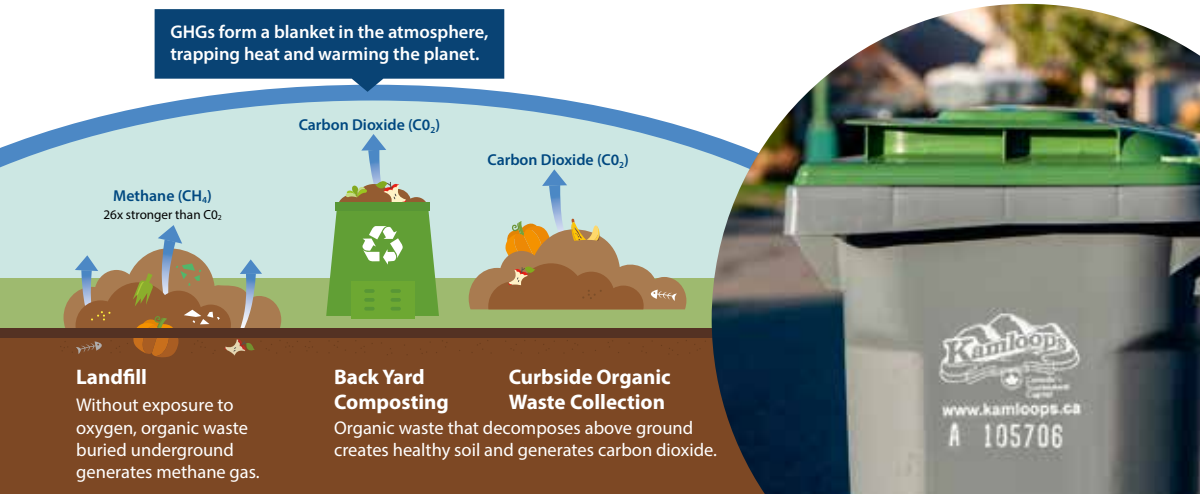 GHGs form a blanket in the atmosphere,
trapping heat and warming the planet.
Carbon Dioxide (C0₂)
Carbon Dioxide (C0₂)
Methane (CH₄)
26x stronger than C0₂
Landfill
Without exposure to
oxygen, organic waste
buried underground
generates methane gas.
Back Yard
Composting
Curbside Organic
Waste Collection
Organic waste that decomposes above ground
creates healthy soil and generates carbon dioxide.
Kamloops
Canada's
Tournament
Capital
www.kamloops.ca
A 105706